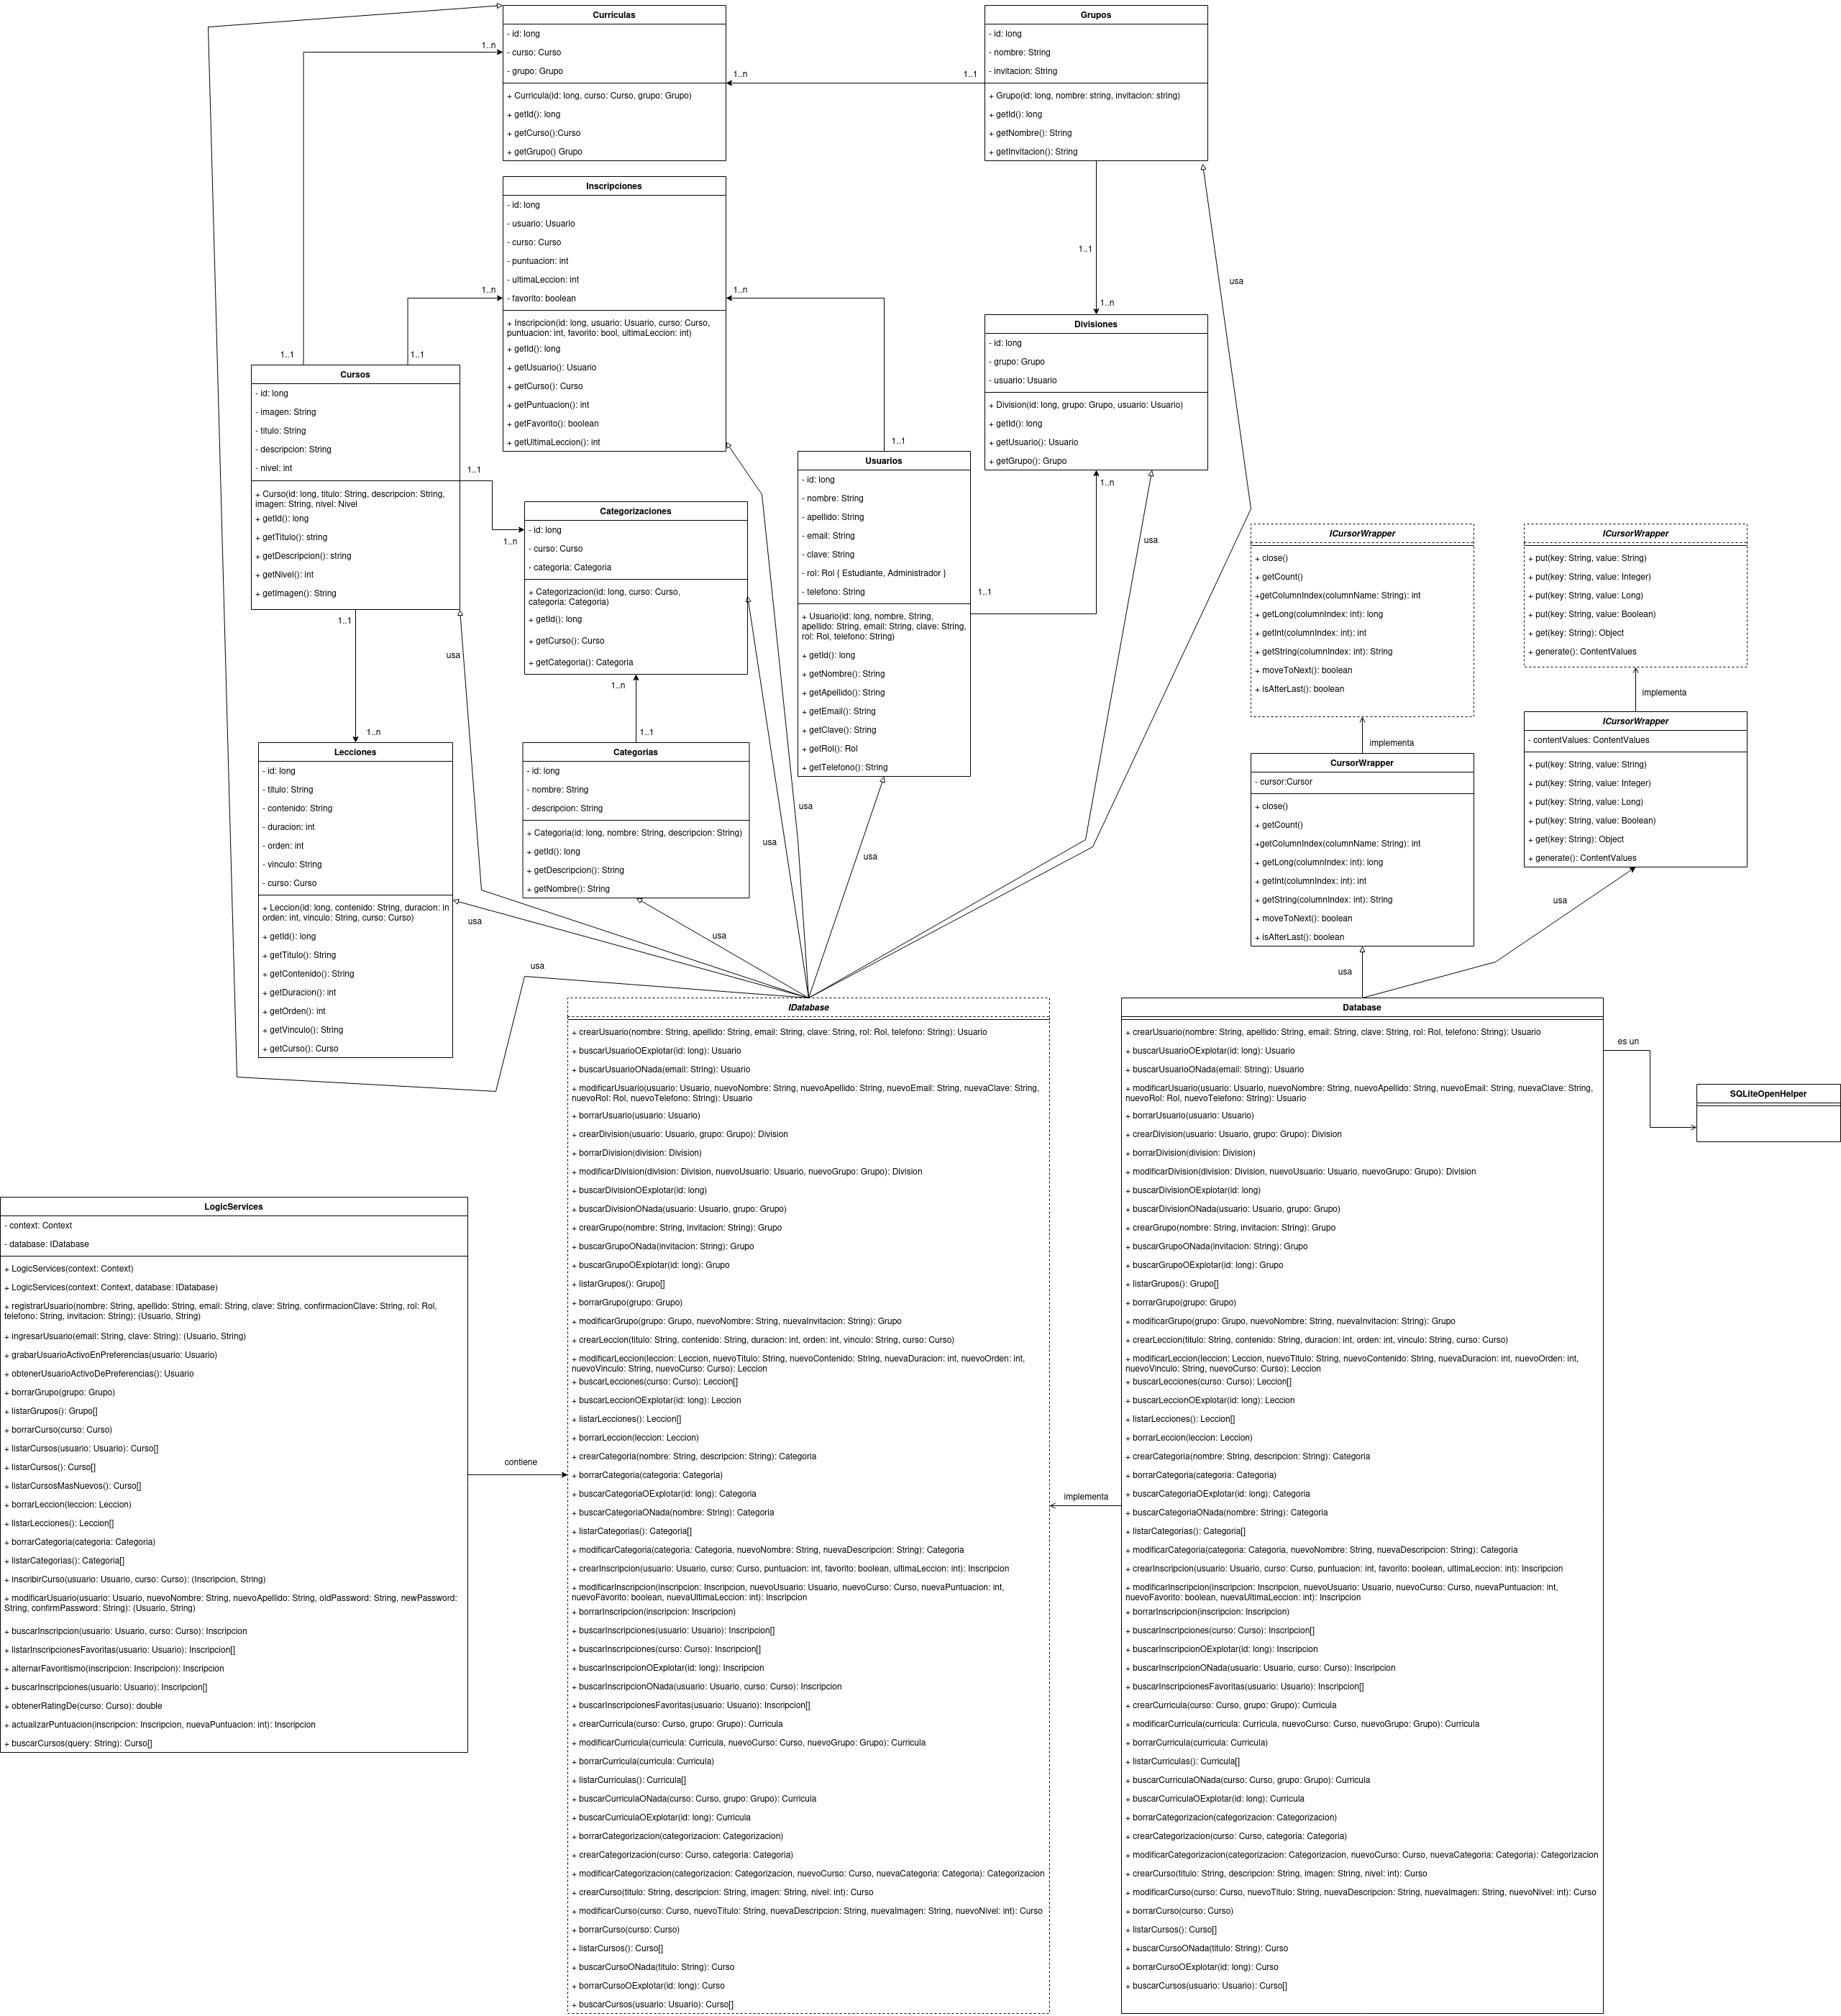 Curriculas
- id: long
- curso: Curso
- grupo: Grupo
+ Curricula(id: long, curso: Curso, grupo: Grupo)
+ getId(): long
+ getCurso():Curso
+ getGrupo() Grupo
1..n
1..n
1..1
Grupos
- id: long
- nombre: String
- invitacion: String
+ Grupo(id: long, nombre: string, invitacion: string)
+ getId(): long
+ getNombre(): String
+ getInvitacion(): String
Inscripciones
- id: long
- usuario: Usuario
- curso: Curso
- puntuacion: int
- ultimaLeccion: int
- favorito: boolean
+ Inscripcion(id: long, usuario: Usuario, curso: Curso,
puntuacion: int, favorito: bool, ultimaLeccion: int)
+ getId(): long
+ getUsuario(): Usuario
+ getCurso(): Curso
+ getPuntuacion(): int
+ getFavorito(): boolean
+ getUltimaLeccion(): int
1..n
1..n
1..1
1..1
1..1
1..1
1..n
usa
Divisiones
- id: long
- grupo: Grupo
- usuario: Usuario
+ Division(id: long, grupo: Grupo, usuario: Usuario)
+ getId(): long
+ getUsuario(): Usuario
+ getGrupo(): Grupo
1..n
usa
Cursos
- id: long
- imagen: String
- titulo: String
- descripcion: String
- nivel: int
+ Curso(id: long, titulo: String, descripcion: String,
imagen: String, nivel: Nivel
+ getId(): long
+ getTitulo(): string
+ getDescripcion(): string
+ getNivel(): int
+ getImagen(): String
1..1
1..n
1..1
usa
1..n
Categorizaciones
- id: long
- curso: Curso
- categoria: Categoria
+ Categorizacion(id: long, curso: Curso,
categoria: Categoria)
+ getId(): long
+ getCurso(): Curso
+ getCategoria(): Categoria
1..n
1..1
Usuarios
- id: long
- nombre: String
- apellido: String
- email: String
- clave: String
- rol: Rol { Estudiante, Administrador }
- telefono: String
+ Usuario(id: long, nombre, String,
apellido: String, email: String, clave: String,
rol: Rol, telefono: String)
+ getId(): long
+ getNombre(): String
+ getApellido(): String
+ getEmail(): String
+ getClave(): String
+ getRol(): Rol
+ getTelefono(): String
1..1
ICursorWrapper
+ close()
+ getCount()
+getColumnIndex(columnName: String): int
+ getLong(columnIndex: int): long
+ getInt(columnIndex: int): int
+ getString(columnIndex: int): String
+ moveToNext(): boolean
+ isAfterLast(): boolean
implementa
ICursorWrapper
+ put(key: String, value: String)
+ put(key: String, value: Integer)
+ put(key: String, value: Long)
+ put(key: String, value: Boolean)
+ get(key: String): Object
+ generate(): ContentValues
implementa
CursorWrapper
- cursor:Cursor
+ close()
+ getCount()
+getColumnIndex(columnName: String): int
+ getLong(columnIndex: int): long
+ getInt(columnIndex: int): int
+ getString(columnIndex: int): String
+ moveToNext(): boolean
+ isAfterLast(): boolean
usa
ICursorWrapper
- contentValues: ContentValues
+ put(key: String, value: String)
+ put(key: String, value: Integer)
+ put(key: String, value: Long)
+ put(key: String, value: Boolean)
+ get(key: String): Object
+ generate(): ContentValues
usa
Lecciones
- id: long
- titulo: String
- contenido: String
- duracion: int
- orden: int
- vinculo: String
- curso: Curso
+ Leccion(id: long, contenido: String, duracion: in
orden: int, vinculo: String, curso: Curso)
+ getId(): long
+ getTitulo(): String
+ getContenido(): String
+ getDuracion(): int
+ getOrden(): int
+ getVinculo(): String
+ getCurso(): Curso
usa
Categorias
- id: long
- nombre: String
- descripcion: String
+ Categoria(id: long, nombre: String, descripcion: String)
+ getId(): long
+ getDescripcion(): String
+ getNombre(): String
usa
usa
usa
usa
usa
IDatabase
+ crearUsuario(nombre: String, apellido: String, email: String, clave: String, rol: Rol, telefono: String): Usuario
+ buscarUsuarioOExplotar(id: long): Usuario
+ buscarUsuarioONada(email: String): Usuario
+ modificarUsuario(usuario: Usuario, nuevoNombre: String, nuevoApellido: String, nuevoEmail: String, nuevaClave: String,
nuevoRol: Rol, nuevoTelefono: String): Usuario
+ borrarUsuario(usuario: Usuario)
+ crearDivision(usuario: Usuario, grupo: Grupo): Division
+ borrarDivision(division: Division)
+ modificarDivision(division: Division, nuevoUsuario: Usuario, nuevoGrupo: Grupo): Division
+ buscarDivisionOExplotar(id: long)
+ buscarDivisionONada(usuario: Usuario, grupo: Grupo)
+ crearGrupo(nombre: String, invitacion: String): Grupo
+ buscarGrupoONada(invitacion: String): Grupo
+ buscarGrupoOExplotar(id: long): Grupo
+ listarGrupos(): Grupo[]
+ borrarGrupo(grupo: Grupo)
+ modificarGrupo(grupo: Grupo, nuevoNombre: String, nuevaInvitacion: String): Grupo
+ crearLeccion(titulo: String, contenido: String, duracion: int, orden: int, vinculo: String, curso: Curso)
+ modificarLeccion(leccion: Leccion, nuevoTitulo: String, nuevoContenido: String, nuevaDuracion: int, nuevoOrden: int,
nuevoVinculo: String, nuevoCurso: Curso): Leccion
+ buscarLecciones(curso: Curso): Leccion[]
+ buscarLeccionOExplotar(id: long): Leccion
+ listarLecciones(): Leccion[]
+ borrarLeccion(leccion: Leccion)
+ crearCategoria(nombre: String, descripcion: String): Categoria
+ borrarCategoria(categoria: Categoria)
+ buscarCategoriaOExplotar(id: long): Categoria
+ buscarCategoriaONada(nombre: String): Categoria
+ listarCategorias(): Categoria[]
+ modificarCategoria(categoria: Categoria, nuevoNombre: String, nuevaDescripcion: String): Categoria
+ crearInscripcion(usuario: Usuario, curso: Curso, puntuacion: int, favorito: boolean, ultimaLeccion: int): Inscripcion
+ modificarInscripcion(inscripcion: Inscripcion, nuevoUsuario: Usuario, nuevoCurso: Curso, nuevaPuntuacion: int,
nuevoFavorito: boolean, nuevaUltimaLeccion: int): Inscripcion
+ borrarInscripcion(inscripcion: Inscripcion)
+ buscarInscripciones(usuario: Usuario): Inscripcion[]
+ buscarInscripciones(curso: Curso): Inscripcion[]
+ buscarInscripcionOExplotar(id: long): Inscripcion
+ buscarInscripcionONada(usuario: Usuario, curso: Curso): Inscripcion
+ buscarInscripcionesFavoritas(usuario: Usuario): Inscripcion[]
+ crearCurricula(curso: Curso, grupo: Grupo): Curricula
+ modificarCurricula(curricula: Curricula, nuevoCurso: Curso, nuevoGrupo: Grupo): Curricula
+ borrarCurricula(curricula: Curricula)
+ listarCurriculas(): Curricula[]
+ buscarCurriculaONada(curso: Curso, grupo: Grupo): Curricula
+ buscarCurriculaOExplotar(id: long): Curricula
+ borrarCategorizacion(categorizacion: Categorizacion)
+ crearCategorizacion(curso: Curso, categoria: Categoria)
+ modificarCategorizacion(categorizacion: Categorizacion, nuevoCurso: Curso, nuevaCategoria: Categoria): Categorizacion
+ crearCurso(titulo: String, descripcion: String, imagen: String, nivel: int): Curso
+ modificarCurso(curso: Curso, nuevoTitulo: String, nuevaDescripcion: String, nuevaImagen: String, nuevoNivel: int): Curso
+ borrarCurso(curso: Curso)
+ listarCursos(): Curso[]
+ buscarCursoONada(titulo: String): Curso
+ borrarCursoOExplotar(id: long): Curso
+ buscarCursos(usuario: Usuario): Curso[]
implementa
Database
+ crearUsuario(nombre: String, apellido: String, email: String, clave: String, rol: Rol, telefono: String): Usuario
+ buscarUsuarioOExplotar(id: long): Usuario
+ buscarUsuarioONada(email: String): Usuario
+ modificarUsuario(usuario: Usuario, nuevoNombre: String, nuevoApellido: String, nuevoEmail: String, nuevaClave: String,
nuevoRol: Rol, nuevoTelefono: String): Usuario
+ borrarUsuario(usuario: Usuario)
+ crearDivision(usuario: Usuario, grupo: Grupo): Division
+ borrarDivision(division: Division)
+ modificarDivision(division: Division, nuevoUsuario: Usuario, nuevoGrupo: Grupo): Division
+ buscarDivisionOExplotar(id: long)
+ buscarDivisionONada(usuario: Usuario, grupo: Grupo)
+ crearGrupo(nombre: String, invitacion: String): Grupo
+ buscarGrupoONada(invitacion: String): Grupo
+ buscarGrupoOExplotar(id: long): Grupo
+ listarGrupos(): Grupo[]
+ borrarGrupo(grupo: Grupo)
+ modificarGrupo(grupo: Grupo, nuevoNombre: String, nuevaInvitacion: String): Grupo
+ crearLeccion(titulo: String, contenido: String, duracion: int, orden: int, vinculo: String, curso: Curso)
+ modificarLeccion(leccion: Leccion, nuevoTitulo: String, nuevoContenido: String, nuevaDuracion: int, nuevoOrden: int,
nuevoVinculo: String, nuevoCurso: Curso): Leccion
+ buscarLecciones(curso: Curso): Leccion[]
+ buscarLeccionOExplotar(id: long): Leccion
+ listarLecciones(): Leccion[]
+ borrarLeccion(leccion: Leccion)
+ crearCategoria(nombre: String, descripcion: String): Categoria
+ borrarCategoria(categoria: Categoria)
+ buscarCategoriaOExplotar(id: long): Categoria
+ buscarCategoriaONada(nombre: String): Categoria
+ listarCategorias(): Categoria[]
+ modificarCategoria(categoria: Categoria, nuevoNombre: String, nuevaDescripcion: String): Categoria
+ crearInscripcion(usuario: Usuario, curso: Curso, puntuacion: int, favorito: boolean, ultimaLeccion: int): Inscripcion
+ modificarInscripcion(inscripcion: Inscripcion, nuevoUsuario: Usuario, nuevoCurso: Curso, nuevaPuntuacion: int,
nuevoFavorito: boolean, nuevaUltimaLeccion: int): Inscripcion
+ borrarInscripcion(inscripcion: Inscripcion)
+ buscarInscripciones(curso: Curso): Inscripcion[]
+ buscarInscripcionOExplotar(id: long): Inscripcion
+ buscarInscripcionONada(usuario: Usuario, curso: Curso): Inscripcion
+ buscarInscripcionesFavoritas(usuario: Usuario): Inscripcion[]
+ crearCurricula(curso: Curso, grupo: Grupo): Curricula
+ modificarCurricula(curricula: Curricula, nuevoCurso: Curso, nuevoGrupo: Grupo): Curricula
+ borrarCurricula(curricula: Curricula)
+ listarCurriculas(): Curricula[]
+ buscarCurriculaONada(curso: Curso, grupo: Grupo): Curricula
+ buscarCurriculaOExplotar(id: long): Curricula
+ borrarCategorizacion(categorizacion: Categorizacion)
+ crearCategorizacion(curso: Curso, categoria: Categoria)
+ modificarCategorizacion(categorizacion: Categorizacion, nuevoCurso: Curso, nuevaCategoria: Categoria): Categorizacion
+ crearCurso(titulo: String, descripcion: String, imagen: String, nivel: int): Curso
+ modificarCurso(curso: Curso, nuevoTitulo: String, nuevaDescripcion: String, nuevaImagen: String, nuevoNivel: int): Curso
+ borrarCurso(curso: Curso)
+ listarCursos(): Curso[]
+ buscarCursoONada(titulo: String): Curso
+ borrarCursoOExplotar(id: long): Curso
+ buscarCursos(usuario: Usuario): Curso[]
es un
SQLiteOpenHelper
LogicServices
- context: Context
- database: IDatabase
+ LogicServices(context: Context)
+ LogicServices(context: Context, database: IDatabase)
+ registrarUsuario(nombre: String, apellido: String, email: String, clave: String, confirmacionClave: String, rol: Rol,
telefono: String, invitacion: String): (Usuario, String)
+ ingresarUsuario(email: String, clave: String): (Usuario, String)
+ grabarUsuarioActivoEnPreferencias(usuario: Usuario)
+ obtenerUsuarioActivoDePreferencias(): Usuario
+ borrarGrupo(grupo: Grupo)
+ listarGrupos(): Grupo[]
+ borrarCurso(curso: Curso)
+ listarCursos(usuario: Usuario): Curso[]
+ listarCursos(): Curso[]
+ listarCursosMasNuevos(): Curso[]
+ borrarLeccion(leccion: Leccion)
+ listarLecciones(): Leccion[]
+ borrarCategoria(categoria: Categoria)
+ listarCategorias(): Categoria[]
+ inscribirCurso(usuario: Usuario, curso: Curso): (Inscripcion, String)
+ modificarUsuario(usuario: Usuario, nuevoNombre: String, nuevoApellido: String, oldPassword: String, newPassword:
String, confirmPassword: String): (Usuario, String)
+ buscarInscripcion(usuario: Usuario, curso: Curso): Inscripcion
+ listarInscripcionesFavoritas(usuario: Usuario): Inscripcion[]
+ alternarFavoritismo(inscripcion: Inscripcion): Inscripcion
+ buscarInscripciones(usuario: Usuario): Inscripcion[]
+ obtenerRatingDe(curso: Curso): double
+ actualizarPuntuacion(inscripcion: Inscripcion, nuevaPuntuacion: int): Inscripcion
+ buscarCursos(query: String): Curso[]
contiene